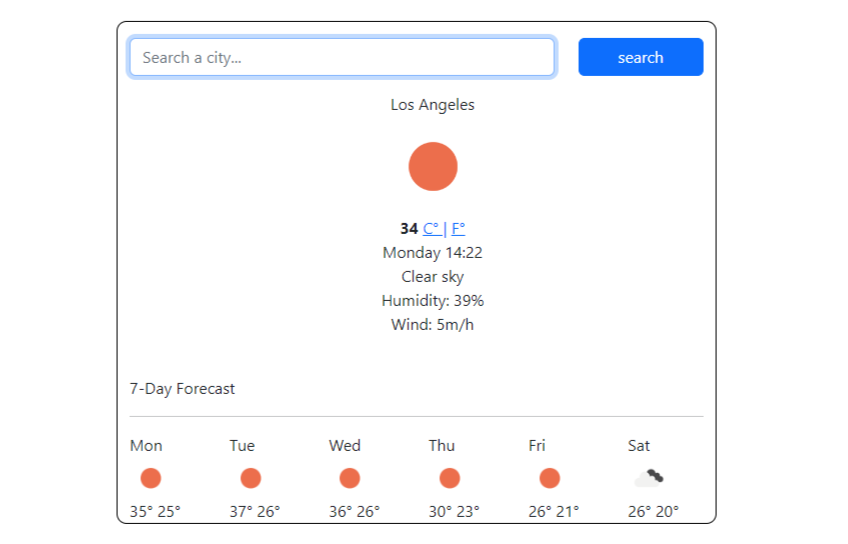 Search a city...
search
Los Angeles
34 C° | F°
Monday 14:22
Clear sky
Humidity: 39%
Wind: 5m/h
7-Day Forecast
Mon Tue Wed Thu Fri Sat
35° 25° 37° 26° 36° 26° 30° 23° 26° 21° 26° 20°